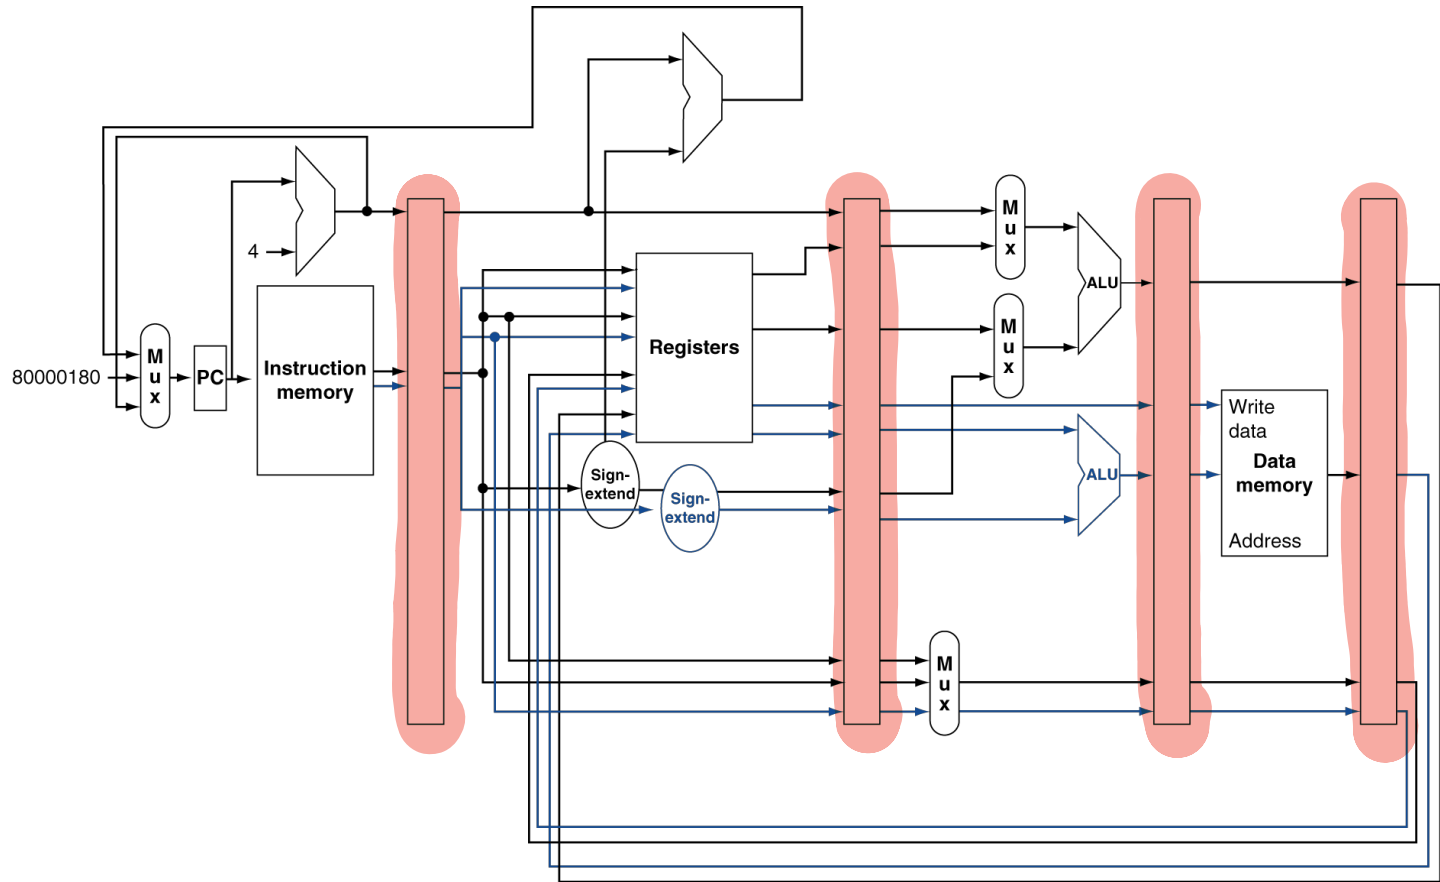 4
80000180
M
u
x
PC
Instruction
memory
Registers
Sign-
extend
Sign-
extend
M
u
x
M
u
x
ALU
ALU
M
u
x
Write
data
Data
memory
Address